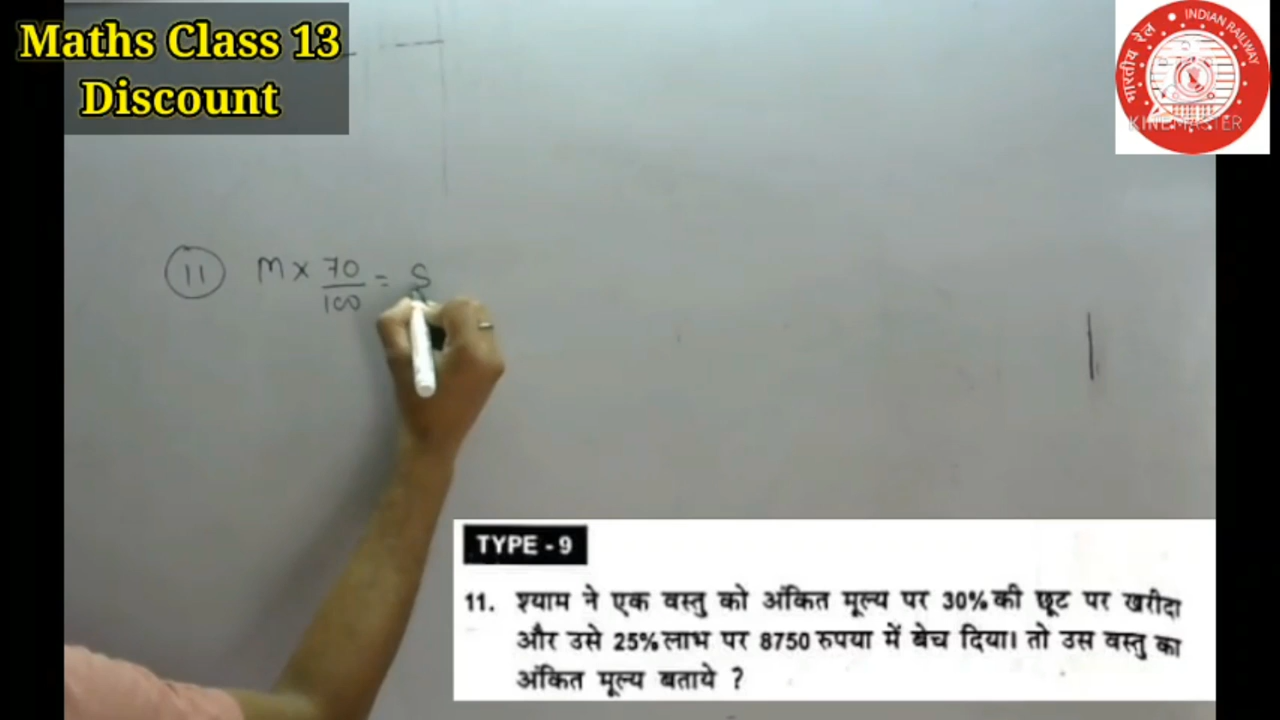 Maths Class 13
Discount
भारतीय रेल
INDIAN RAILWAY
KINEMASTER
11 M × 70/100 = S
TYPE - 9
11. श्याम ने एक वस्तु को अंकित मूल्य पर 30% की छूट पर खरीदा
और उसे 25% लाभ पर 8750 रुपया में बेच दिया। तो उस वस्तु का
अंकित मूल्य बताये ?